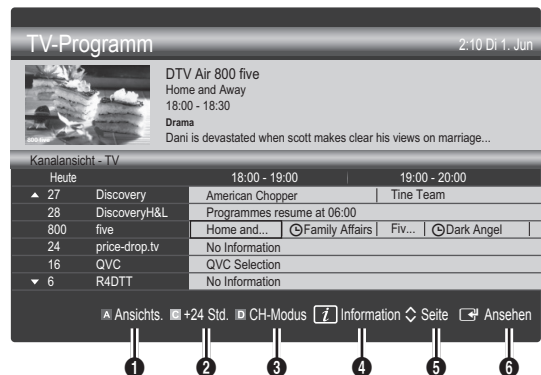 TV-Programm 2:10 Di 1. Jun
DTV Air 800 five
Home and Away
18:00 - 18:30
Drama
Dani is devastated when scott makes clear his views on marriage...
800 five
Kanalansicht - TV
Heute 18:00 - 19:00 19:00 - 20:00
▲ 27 Discovery American Chopper Tine Team
28 DiscoveryH&L Programmes resume at 06:00
800 five Home and... Family Affairs Fiv... Dark Angel
24 price-drop.tv No Information
16 QVC QVC Selection
▼ 6 R4DTT No Information
A Ansichts. C +24 Std. D CH-Modus i Information Seite Ansehen
1 2 3 4 5 6